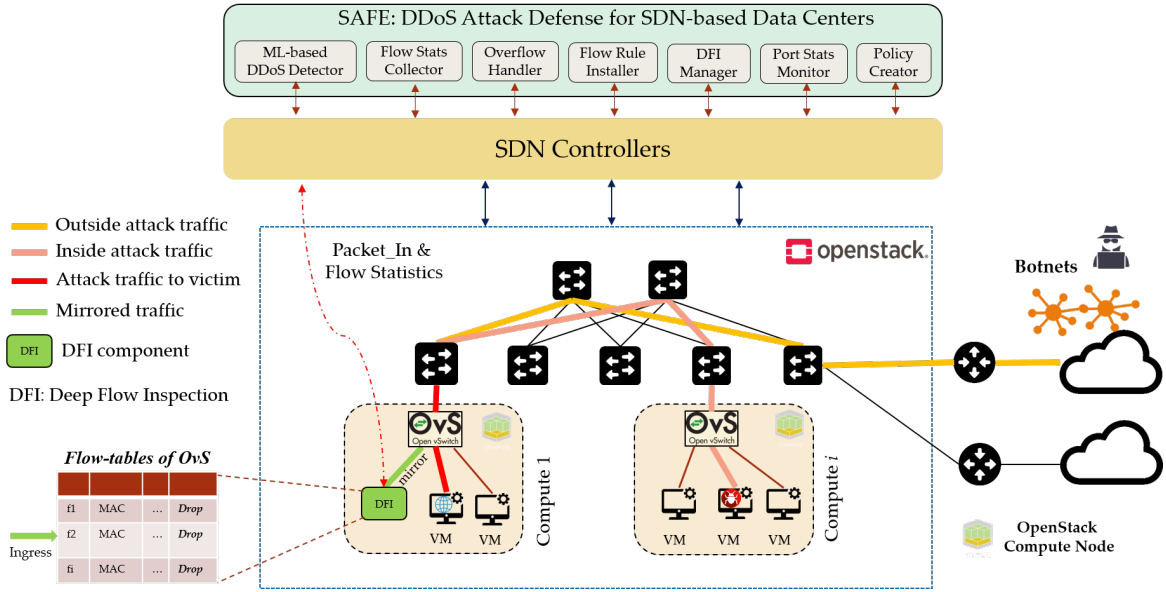 SAFE: DDoS Attack Defense for SDN-based Data Centers
ML-based
DDoS Detector
Flow Stats
Collector
Overflow
Handler
Flow Rule
Installer
DFI
Manager
Port Stats
Monitor
Policy
Creator
SDN Controllers
Outside attack traffic
Inside attack traffic
Attack traffic to victim
Mirrored traffic
DFI
DFI component
DFI: Deep Flow Inspection
Packet_In &
Flow Statistics
openstack.
Botnets
OvS
Open vSwitch
mirror
DFI
VM
VM
Compute 1
OvS
Open vSwitch
VM
VM
VM
Compute i
OpenStack
Compute Node
Flow-tables of OvS
f1 MAC ... Drop
f2 MAC ... Drop
fi MAC ... Drop
Ingress